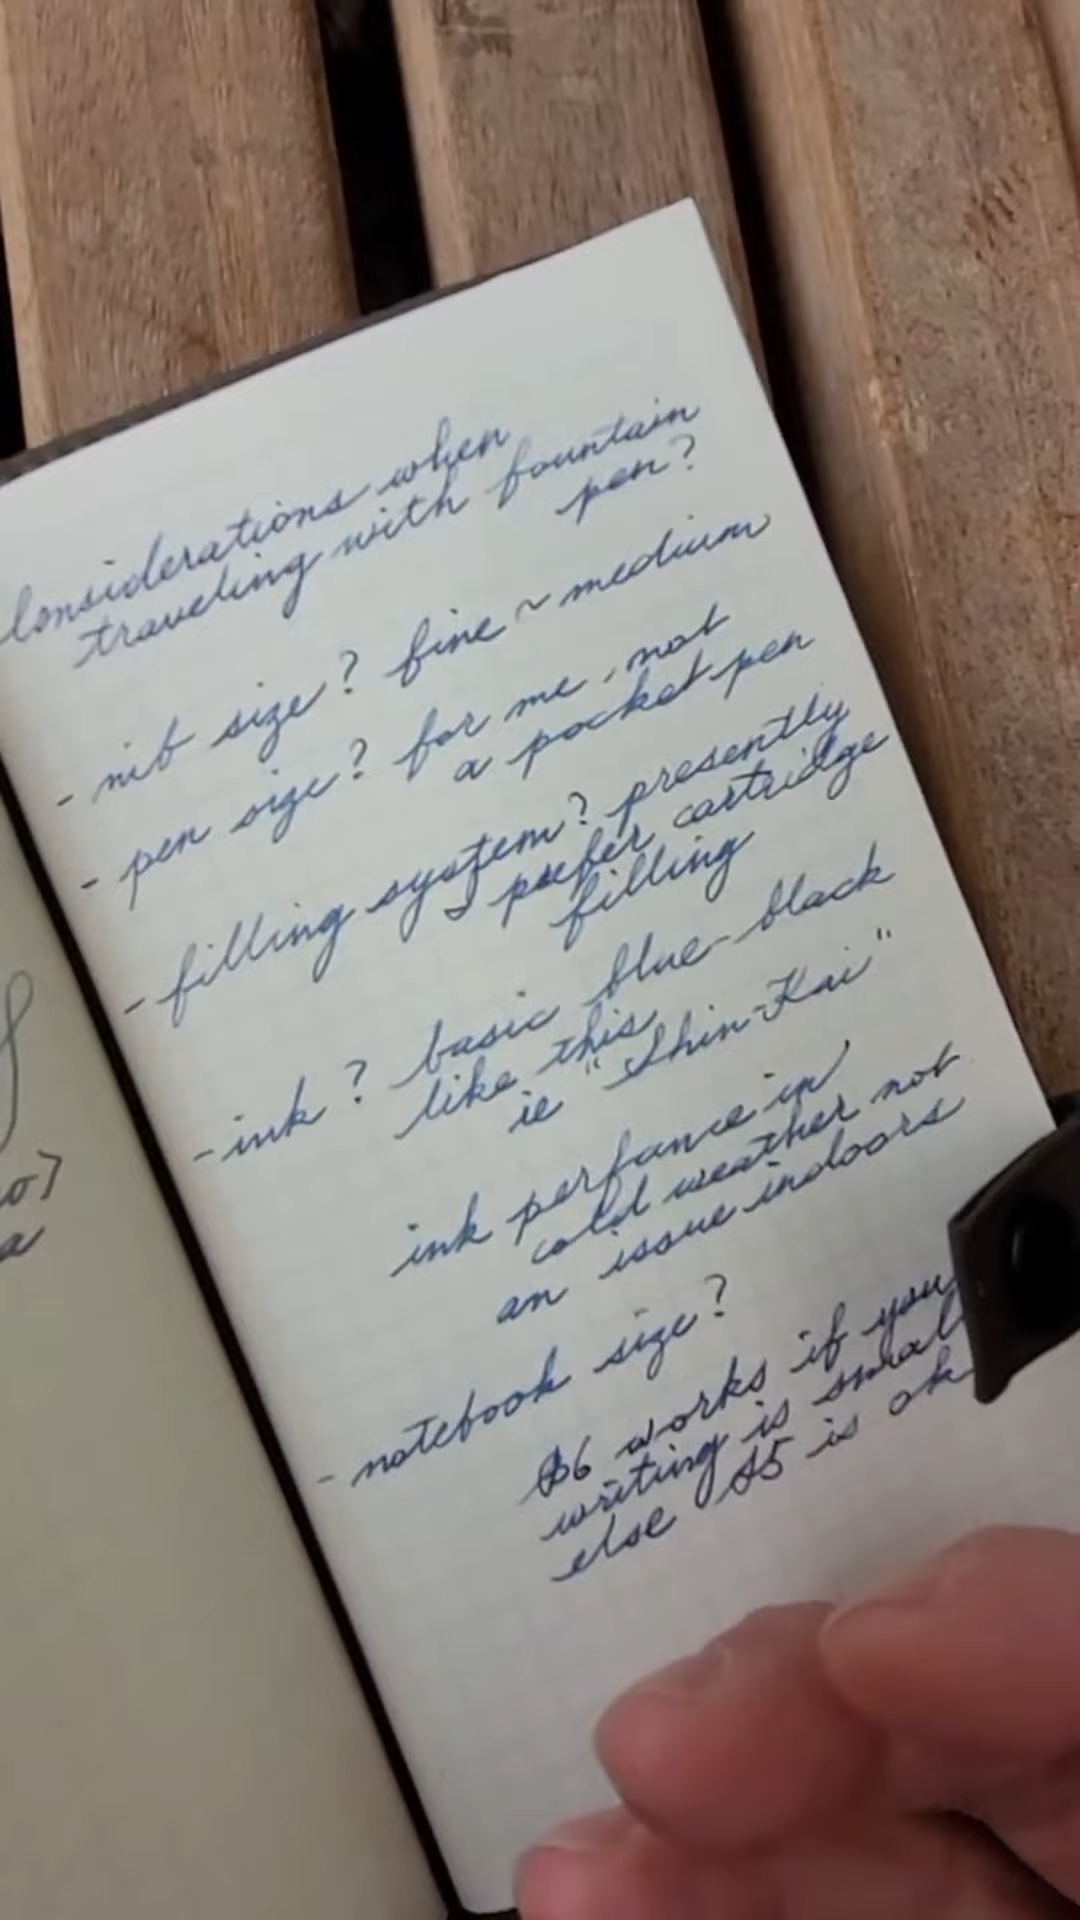 Considerations when
traveling with fountain
pen?
- nib size? fine ~ medium
- pen size? for me, not
a pocket pen
- filling system? presently
I prefer cartridge
filling
- ink? basic blue-black
like this
ie "Shin-Kai"
ink perfance in
cold weather not
an issue indoors
- notebook size?
B6 works if you
writing is small
else A5 is ok